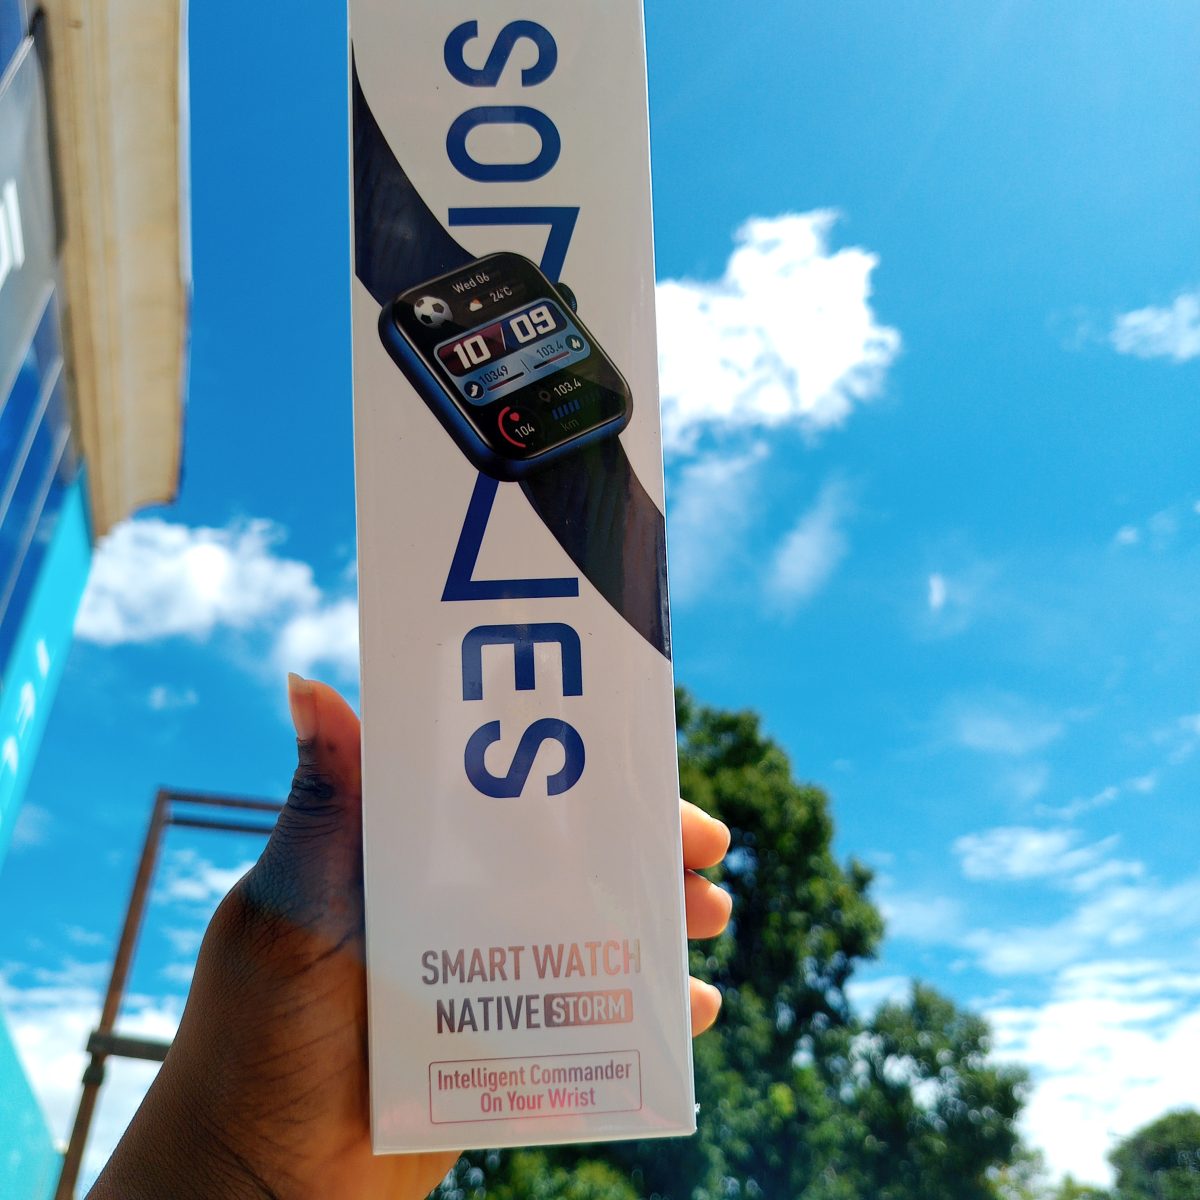 Wed 06
24°C
10/09
10349 | 103.4
103.4
104
km
SMART WATCH
NATIVE STORM
Intelligent Commander
On Your Wrist